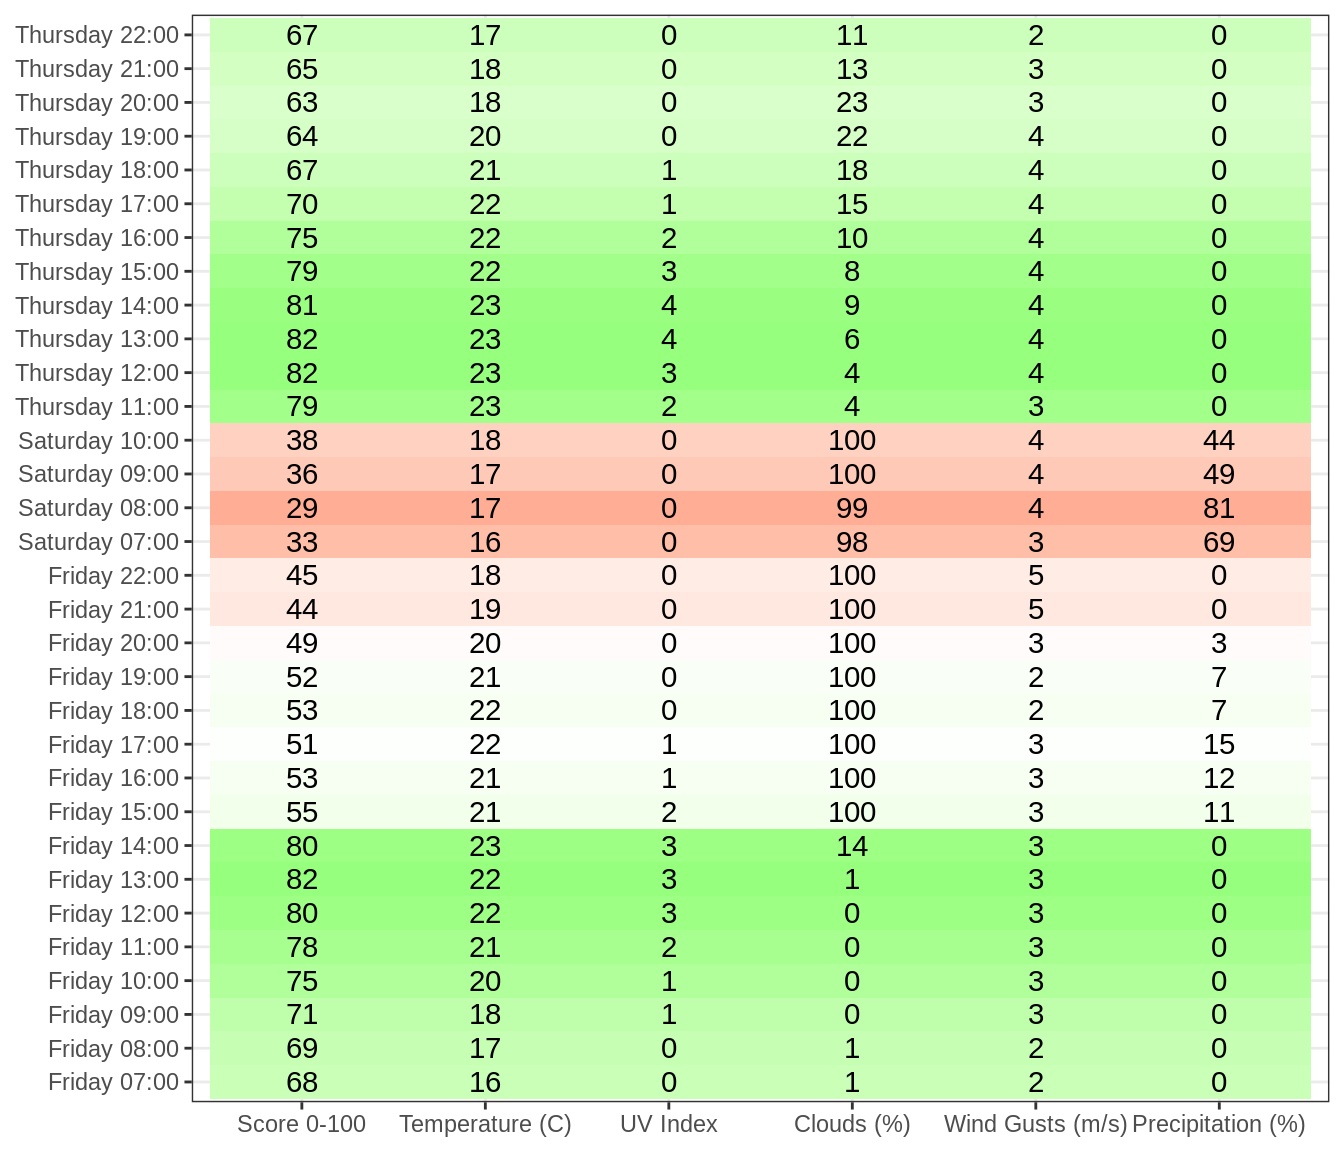 Thursday 22:00 67 17 0 11 2 0
Thursday 21:00 65 18 0 13 3 0
Thursday 20:00 63 18 0 23 3 0
Thursday 19:00 64 20 0 22 4 0
Thursday 18:00 67 21 1 18 4 0
Thursday 17:00 70 22 1 15 4 0
Thursday 16:00 75 22 2 10 4 0
Thursday 15:00 79 22 3 8 4 0
Thursday 14:00 81 23 4 9 4 0
Thursday 13:00 82 23 4 6 4 0
Thursday 12:00 82 23 3 4 4 0
Thursday 11:00 79 23 2 4 3 0
Saturday 10:00 38 18 0 100 4 44
Saturday 09:00 36 17 0 100 4 49
Saturday 08:00 29 17 0 99 4 81
Saturday 07:00 33 16 0 98 3 69
Friday 22:00 45 18 0 100 5 0
Friday 21:00 44 19 0 100 5 0
Friday 20:00 49 20 0 100 3 3
Friday 19:00 52 21 0 100 2 7
Friday 18:00 53 22 0 100 2 7
Friday 17:00 51 22 1 100 3 15
Friday 16:00 53 21 1 100 3 12
Friday 15:00 55 21 2 100 3 11
Friday 14:00 80 23 3 14 3 0
Friday 13:00 82 22 3 1 3 0
Friday 12:00 80 22 3 0 3 0
Friday 11:00 78 21 2 0 3 0
Friday 10:00 75 20 1 0 3 0
Friday 09:00 71 18 1 0 3 0
Friday 08:00 69 17 0 1 2 0
Friday 07:00 68 16 0 1 2 0
Score 0-100 Temperature (C) UV Index Clouds (%) Wind Gusts (m/s) Precipitation (%)